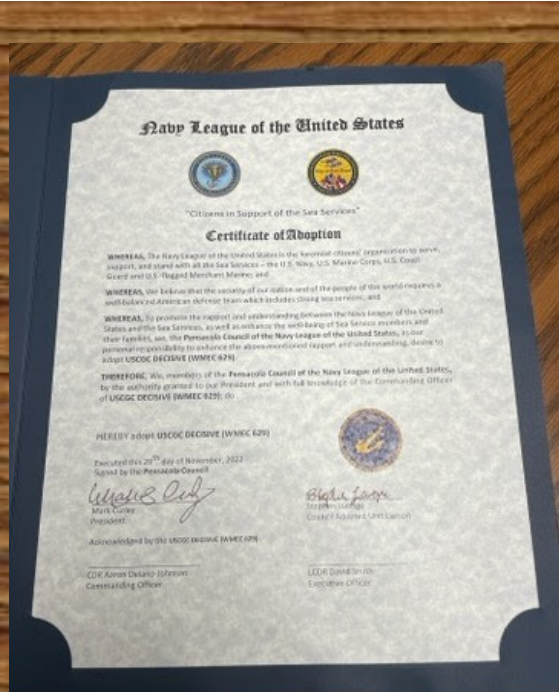 Navy League of the United States
"Citizens in Support of the Sea Services"
Certificate of Adoption
WHEREAS, The Navy League of the United States is the foremost citizens' organization to serve,
support, and stand with all the Sea Services – the U.S. Navy, U.S. Marine Corps, U.S. Coast
Guard and U.S.-flagged Merchant Marine; and
WHEREAS, We believe that the security of our nation and of the people of the world requires a
well-balanced American defense team which includes strong sea services, and
WHEREAS, To promote the rapport and understanding between the Navy League of the United
States and the Sea Services, as well as enhance the well-being of Sea Service members and
their families, we, the Pensacola Council of the Navy League of the United States, as our
personal responsibility to enhance the above-mentioned rapport and understanding, desire to
adopt USCGC DECISIVE (WMEC 629).
THEREFORE, We, members of the Pensacola Council of the Navy League of the United States,
by the authority granted to our President and with full knowledge of the Commanding Officer
of USCGC DECISIVE (WMEC 629); do
HEREBY adopt USCGC DECISIVE (WMEC 629)
Executed this 29th day of November, 2022
Signed by the Pensacola Council
Mark
President
Stephen
Council Adopted Unit Liaison
Acknowledged by the USCGC DECISIVE (WMEC 629)
CDR Aaron Delano-Johnson
Commanding Officer
LCDR David Smith
Executive Officer